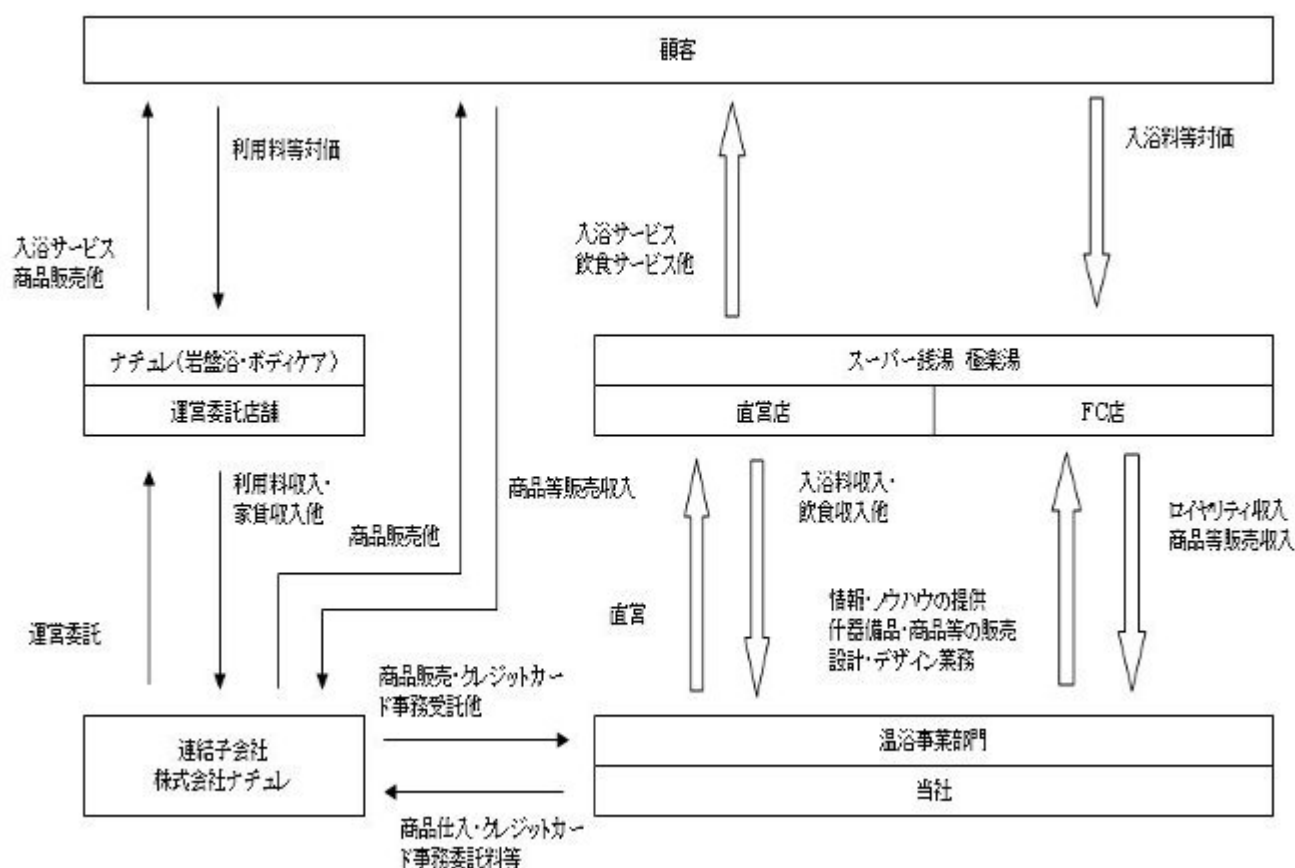 顧客
利用料等対価
入浴料等対価
入浴サービス
商品販売他
入浴サービス
飲食サービス他
ナチュレ(岩盤浴・ボディケア)
運営委託店舗
スーパー銭湯 極楽湯
直営店
FC店
利用料収入・
家賃収入他
商品販売他
商品等販売収入
入浴料収入・
飲食収入他
ロイヤリティ収入
商品等販売収入
運営委託
直営
情報・ノウハウの提供
什器備品・商品等の販売
設計・デザイン業務
商品販売・クレジットカー
ド事務受託他
連結子会社
株式会社ナチュレ
温浴事業部門
当社
商品仕入・クレジットカー
ド事務委託料等